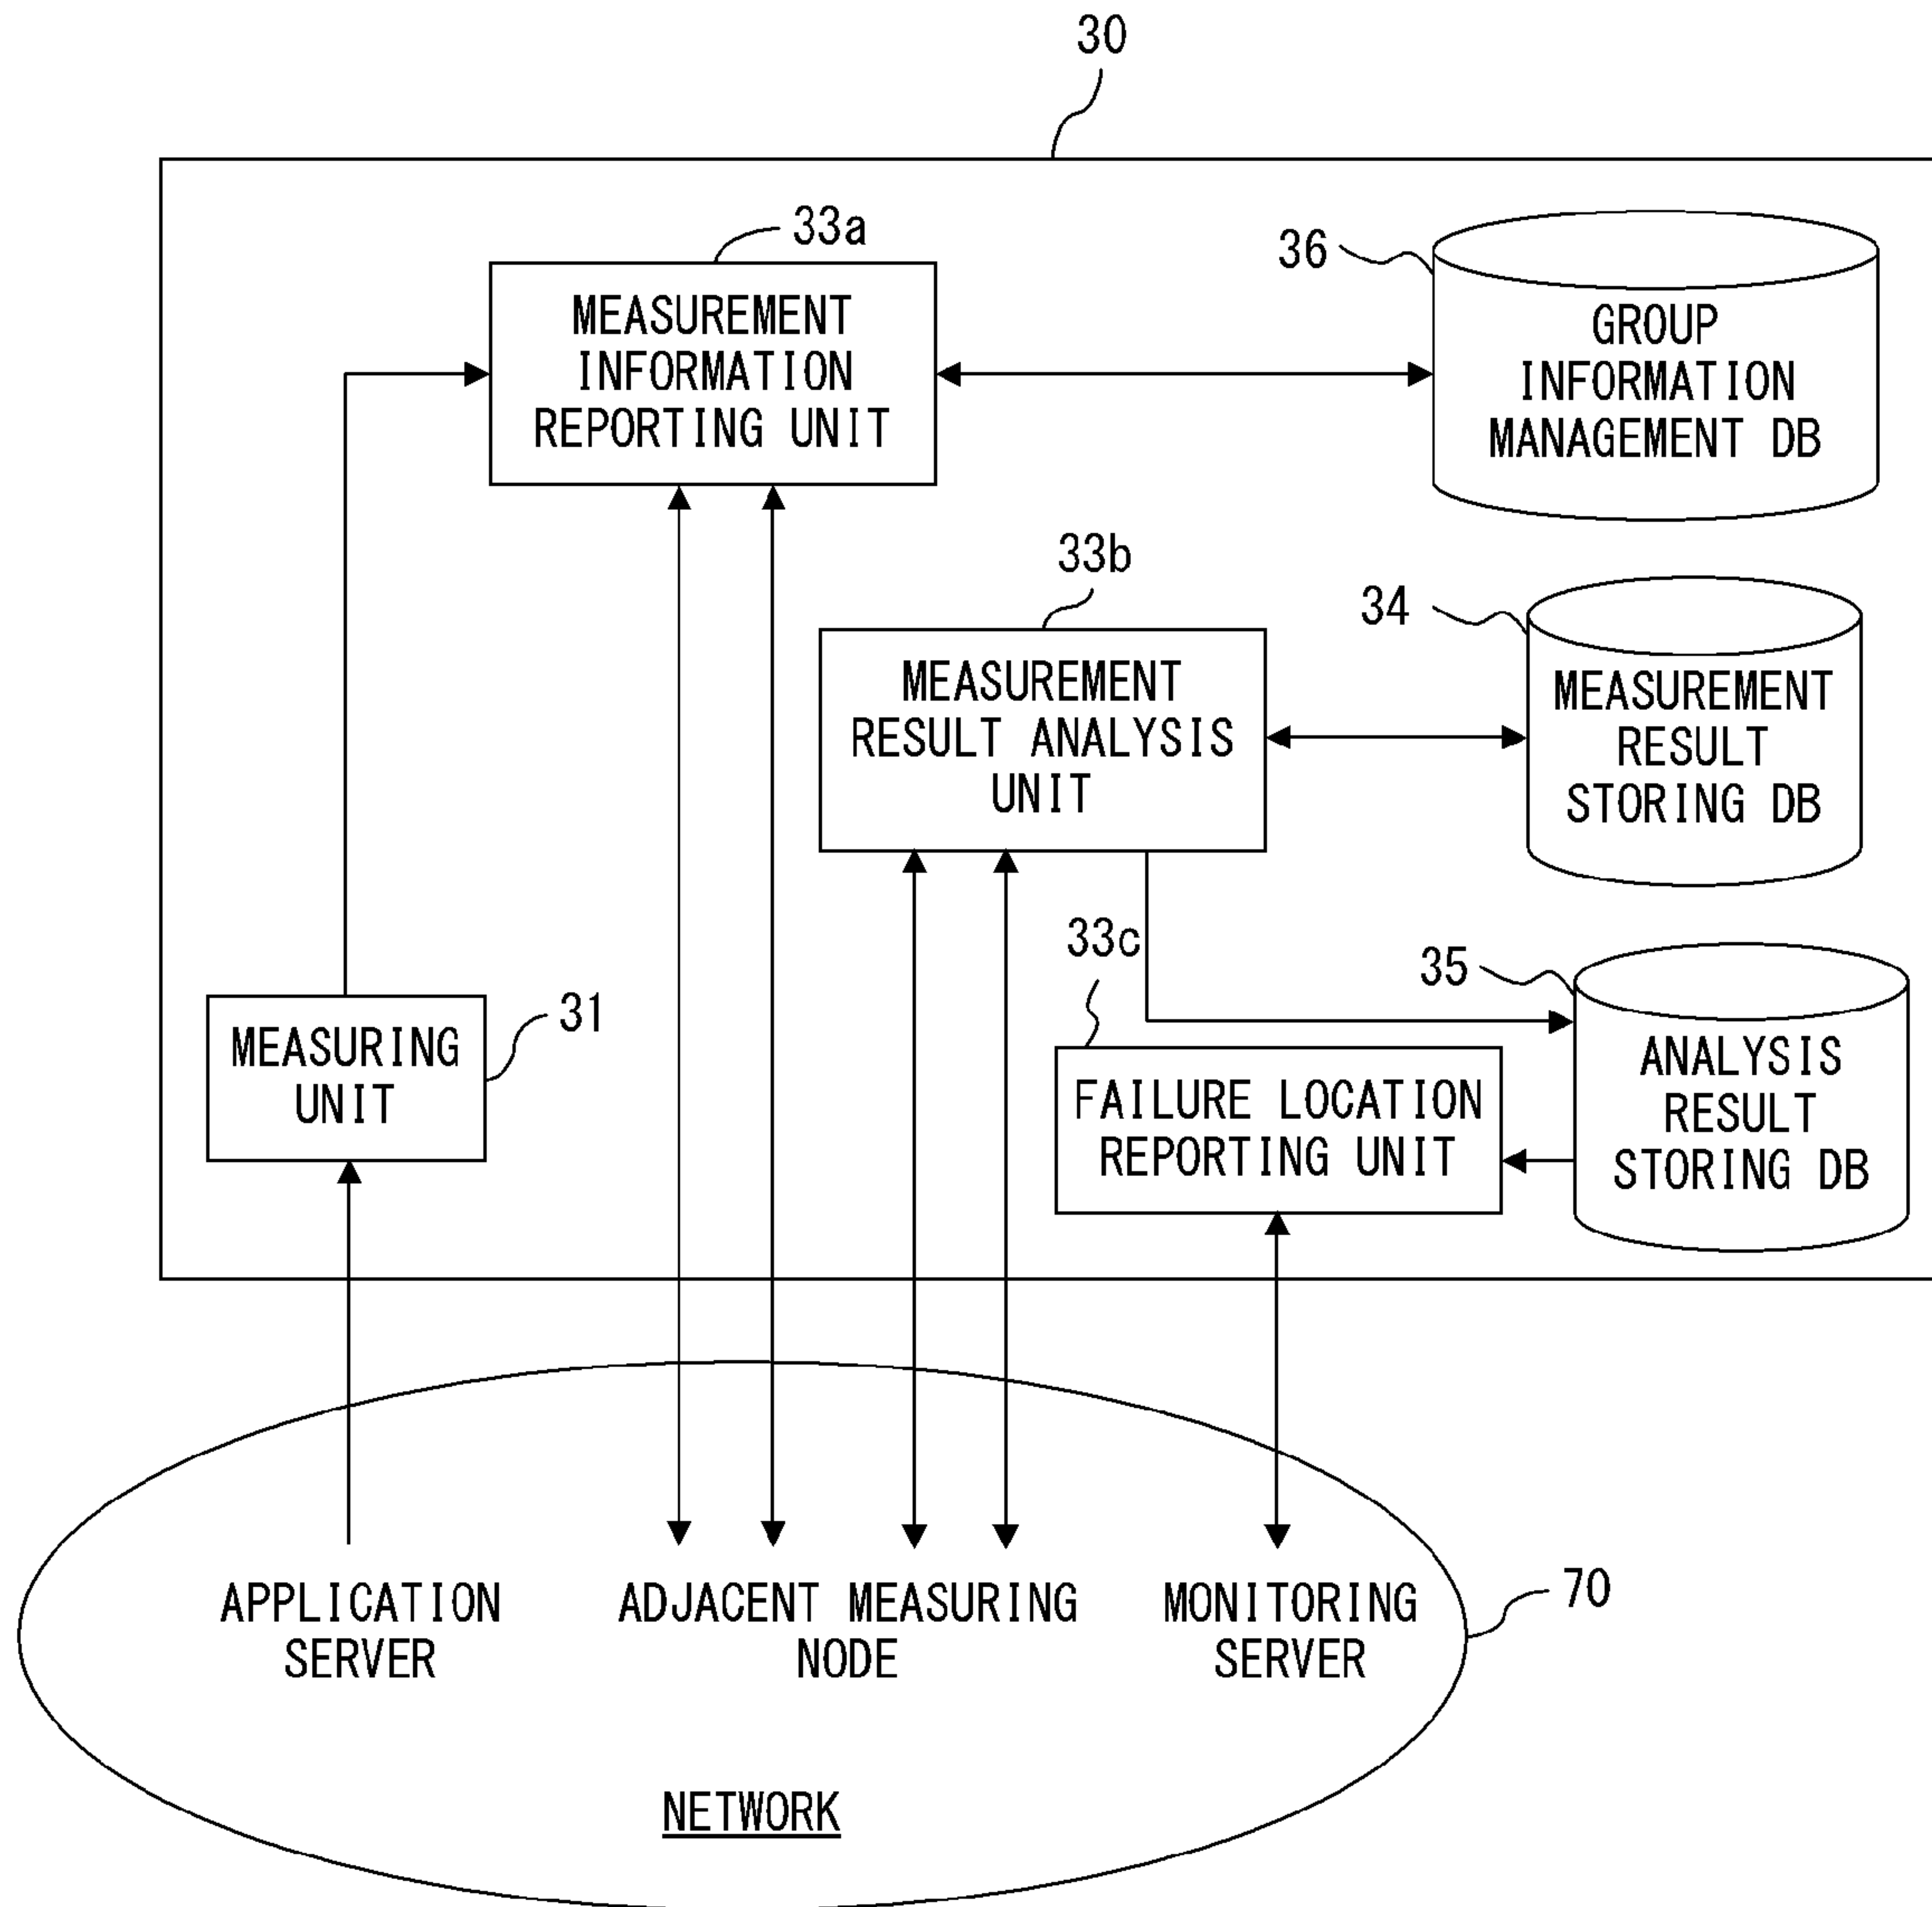 30
33a
MEASUREMENT
INFORMATION
REPORTING UNIT
36
GROUP
INFORMATION
MANAGEMENT DB
33b
MEASUREMENT
RESULT ANALYSIS
UNIT
34
MEASUREMENT
RESULT
STORING DB
33c
35
ANALYSIS
RESULT
STORING DB
31
MEASURING
UNIT
FAILURE LOCATION
REPORTING UNIT
APPLICATION
SERVER
ADJACENT MEASURING
NODE
MONITORING
SERVER
70
NETWORK